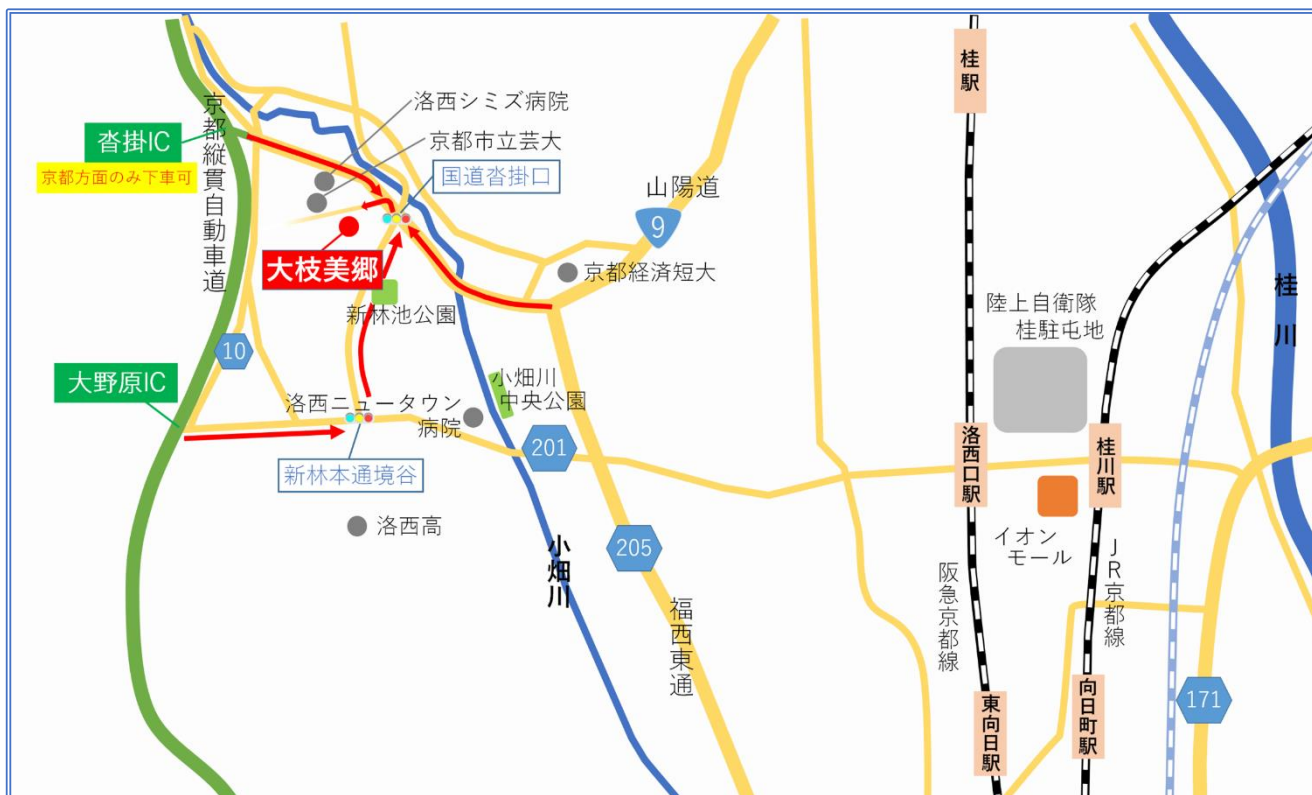 桂駅
洛西シミズ病院
京都市立芸大
沓掛IC
京都方面のみ下車可
京都縦貫自動車道
国道沓掛口
山陽道
9
大枝美郷
京都経済短大
新林池公園
陸上自衛隊
桂駐屯地
桂川
10
大野原IC
小畑川
中央公園
洛西ニュータウン
病院
201
新林本通境谷
洛西口駅
桂川駅
洛西高
イオン
モール
205
小畑川
福西東通
阪急京都線
JR京都線
東向日駅
向日町駅
171